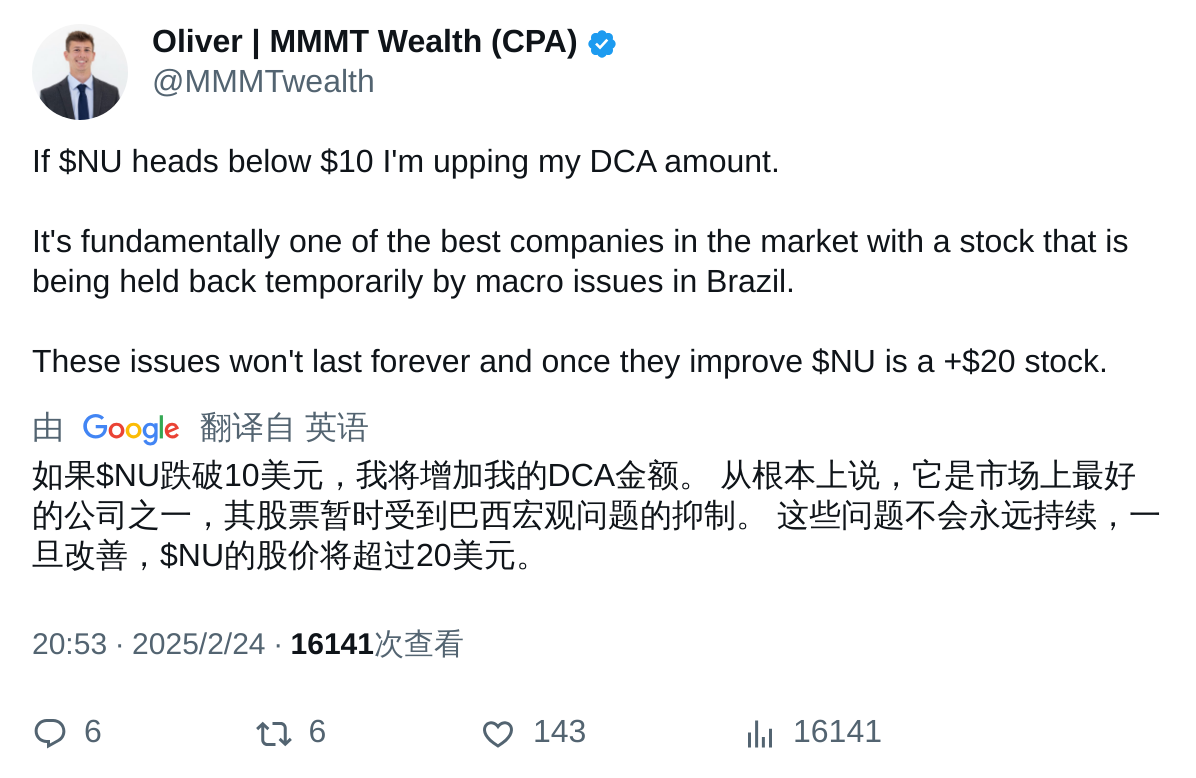 Oliver | MMMT Wealth (CPA)
@MMMTwealth
If $NU heads below $10 I'm upping my DCA amount.
It's fundamentally one of the best companies in the market with a stock that is
being held back temporarily by macro issues in Brazil.
These issues won't last forever and once they improve $NU is a +$20 stock.
由 Google 翻译自 英语
如果$NU跌破10美元，我将增加我的DCA金额。 从根本上说，它是市场上最好
的公司之一，其股票暂时受到巴西宏观问题的抑制。 这些问题不会永远持续，一
旦改善，$NU的股价将超过20美元。
20:53 · 2025/2/24 · 16141次查看
6 6 143 16141